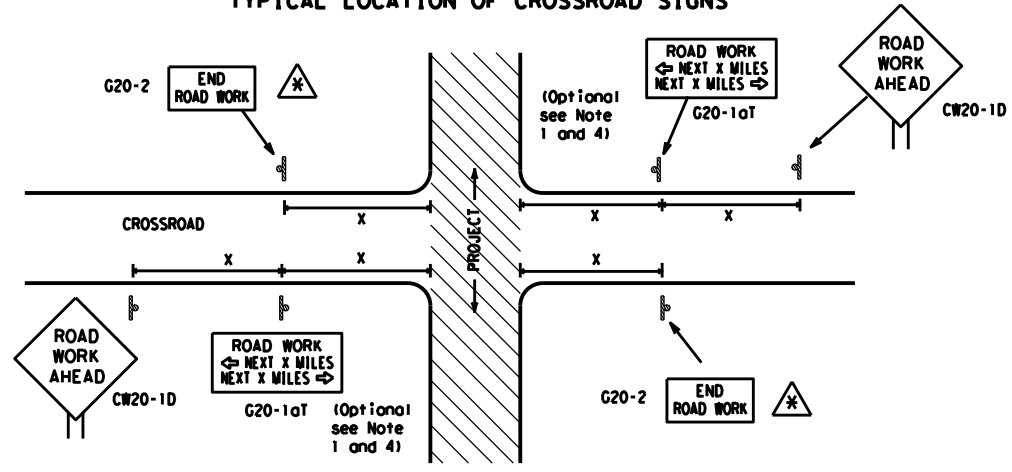 TYPICAL LOCATION OF CROSSROAD SIGNS
G20-2
END
ROAD WORK
*
(Optional
see Note
1 and 4)
ROAD WORK
⇦ NEXT X MILES
NEXT X MILES ⇨
G20-1aT
ROAD
WORK
AHEAD
CW20-1D
X
X
X
CROSSROAD
PROJECT
X
X
X
ROAD
WORK
AHEAD
CW20-1D
ROAD WORK
⇦ NEXT X MILES
NEXT X MILES ⇨
G20-1aT
(Optional
see Note
1 and 4)
G20-2
END
ROAD WORK
*